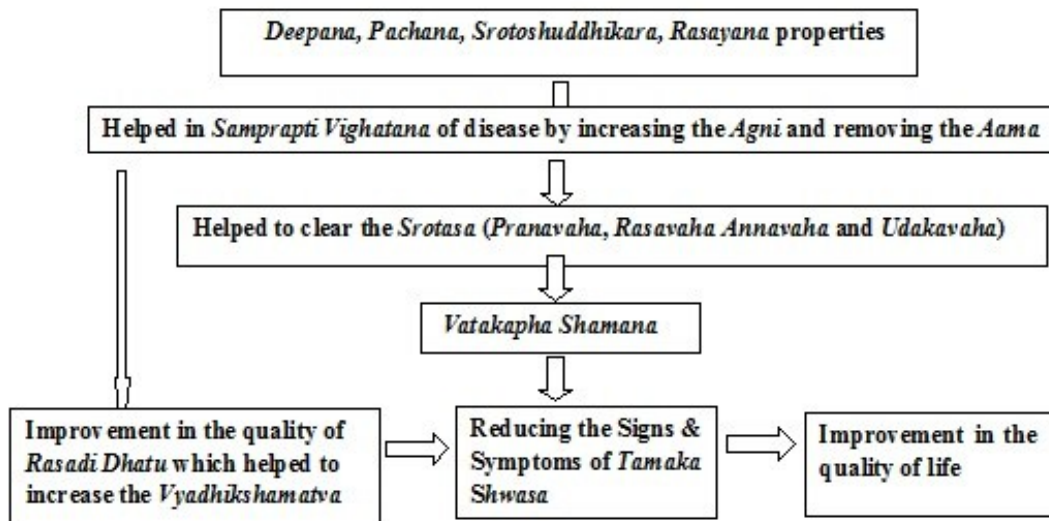 Deepana, Pachana, Srotoshuddhikara, Rasayana properties
Helped in Samprapti Vighatana of disease by increasing the Agni and removing the Aama
Helped to clear the Srotasa (Pranavaha, Rasavaha Annavaha and Udakavaha)
Vatakapha Shamana
Improvement in the quality of
Rasadi Dhatu which helped to
increase the Vyadhikshamatva
Reducing the Signs &
Symptoms of Tamaka
Shwasa
Improvement in the
quality of life